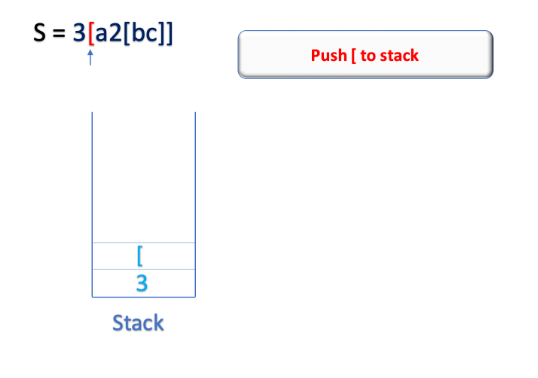 S = 3[a2[bc]]
Push [ to stack
[
3
Stack